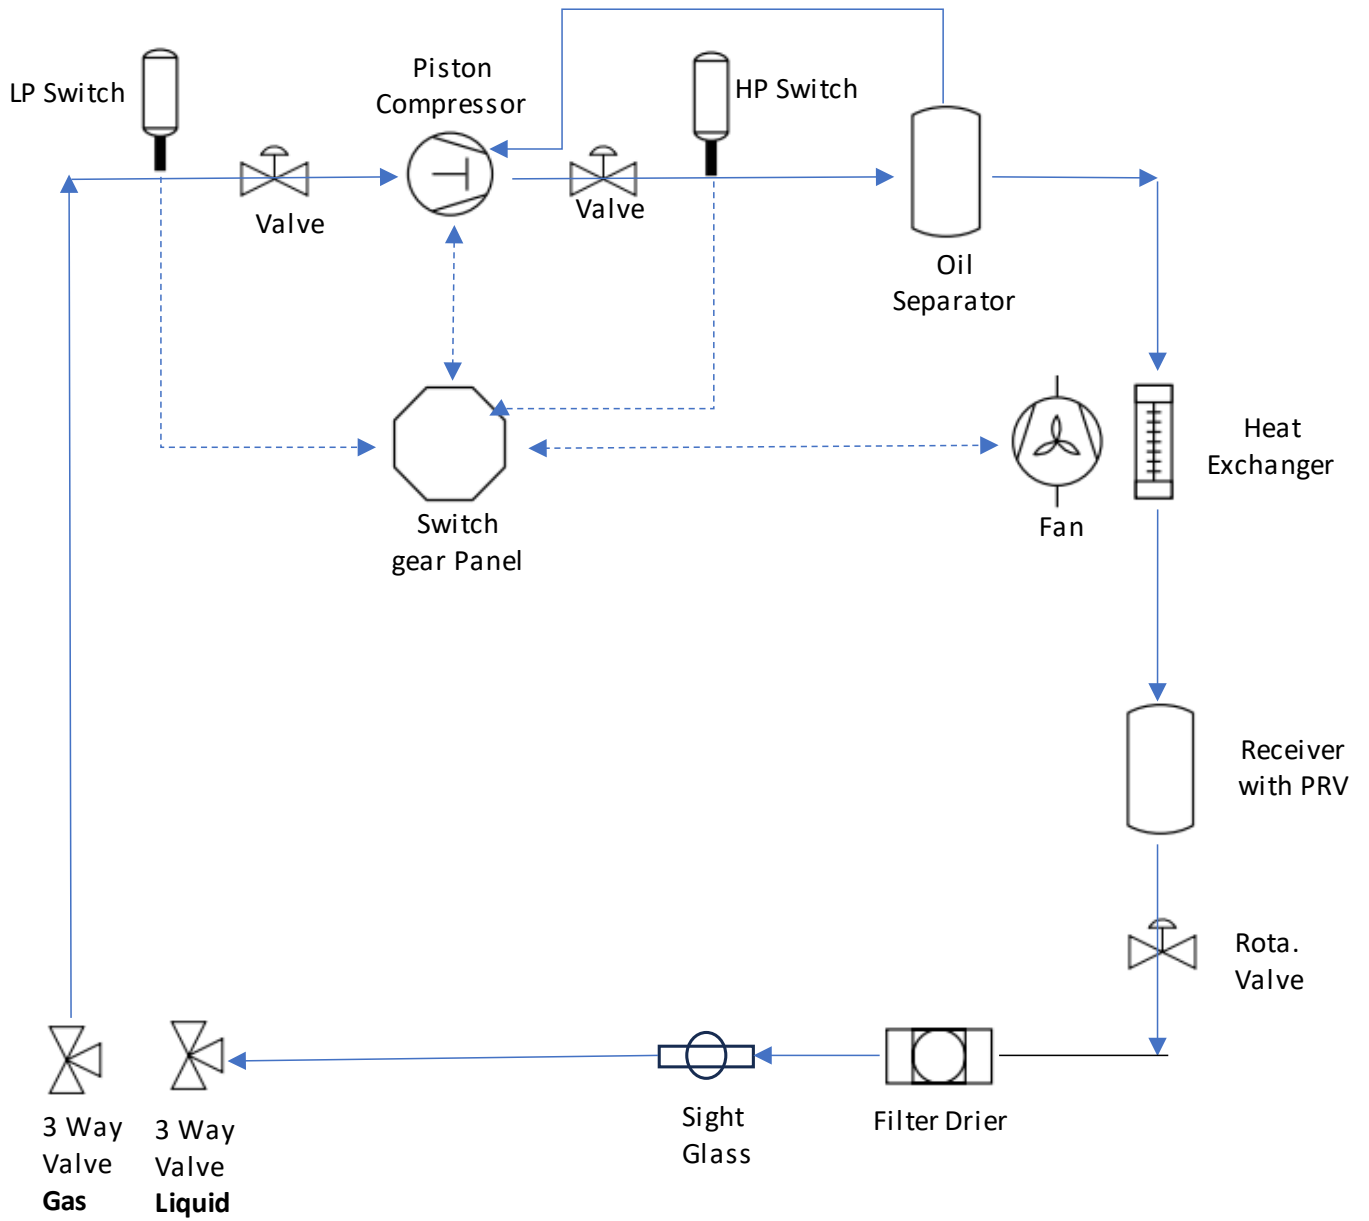 LP Switch
Piston
Compressor
HP Switch
Valve
Valve
Oil
Separator
Heat
Exchanger
Fan
Switch
gear Panel
Receiver
with PRV
Rota.
Valve
Sight
Glass
Filter Drier
3 Way
Valve
Gas
3 Way
Valve
Liquid